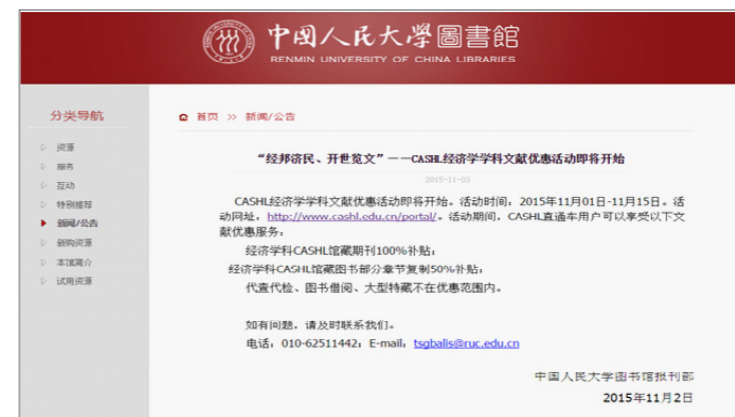 中国人民大学圖書館
RENMIN UNIVERSITY OF CHINA LIBRARIES
分类导航
首页 >> 新闻/公告
资源
服务
互动
特别推荐
新闻/公告
新购资源
本馆简介
试用资源
“经邦济民、开世览文”——CASHL经济学学科文献优惠活动即将开始
2015-11-03
CASHL经济学学科文献优惠活动即将开始。活动时间：2015年11月01日-11月15日。活
动网址：http://www.cashl.edu.cn/portal/。活动期间，CASHL直通车用户可以享受以下文
献优惠服务：
经济学科CASHL馆藏期刊100%补贴；
经济学科CASHL馆藏图书部分章节复制50%补贴；
代查代检、图书借阅、大型特藏不在优惠范围内。
如有问题，请及时联系我们。
电话：010-62511442；E-mail：tsgbalis@ruc.edu.cn
中国人民大学图书馆报刊部
2015年11月2日